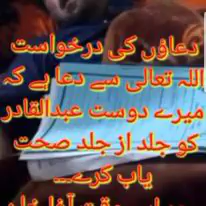 دعاؤں کی درخواست
اللہ تعالی سے دعا ہے کہ
میرے دوست عبدالقادر
کو جلد از جلد صحت
یاب کرے...